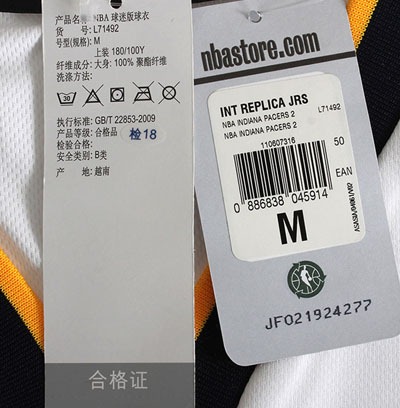 产品名称: NBA 球迷版球衣
货 号: L71492
号型(规格): M
上装 180/100Y
纤维成分: 大身: 100% 聚酯纤维
洗涤方法:
30
执行标准: GB/T 22853-2009
产品等级: 合格品
检验合格: 检18
安全类别: B类
产 地: 越南
合格证
nbastore.com
INT REPLICA JRS
NBA INDIANA PACERS 2 L71492
NBA INDIANA PACERS 2
110607316
50
EAN
0 886838 045914
M
JF021924277